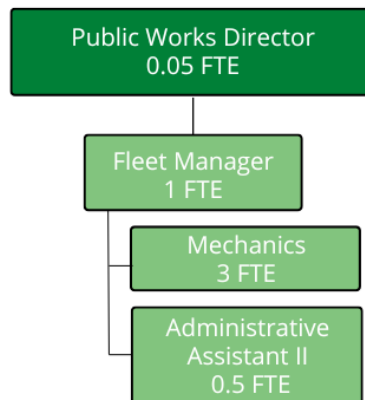 Public Works Director
0.05 FTE
Fleet Manager
1 FTE
Mechanics
3 FTE
Administrative
Assistant II
0.5 FTE